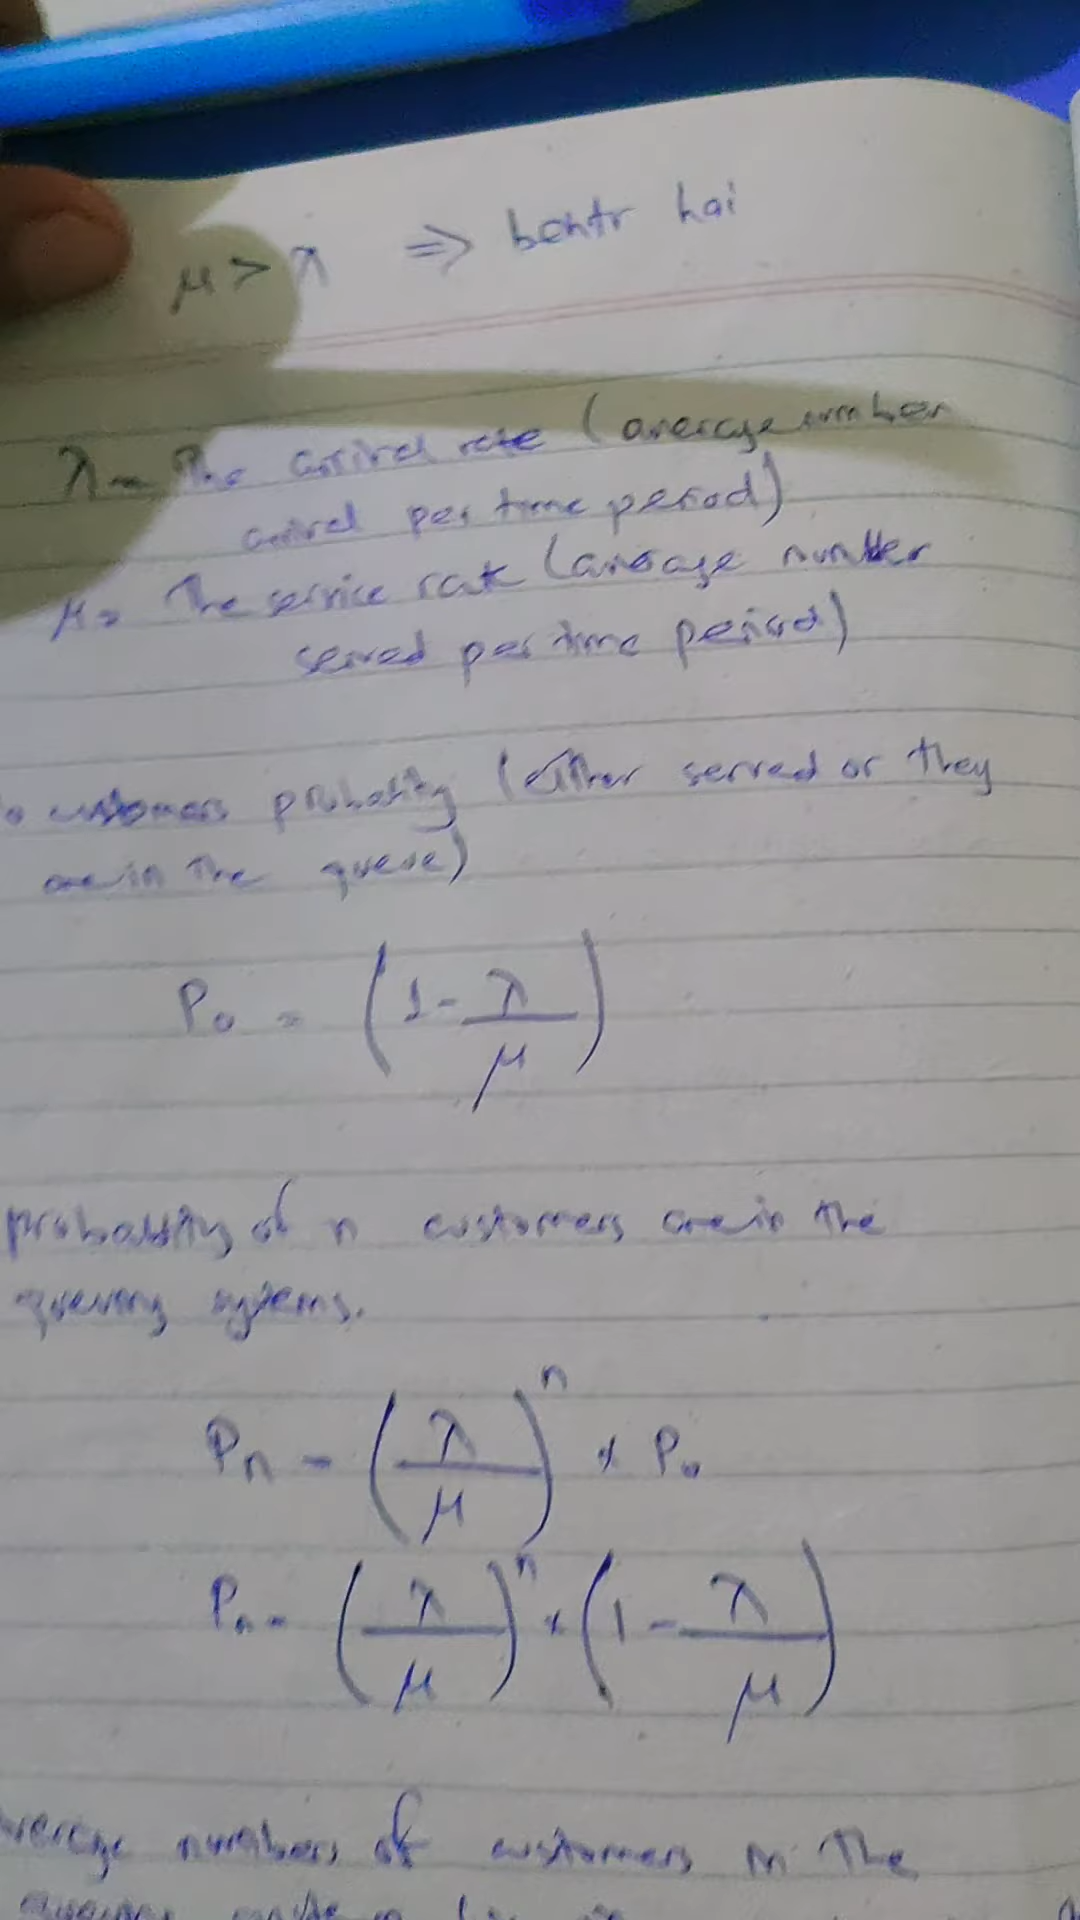 μ > λ ⇒ behtr hai
λ = The arrival rate (average number
arrival per time period)
μ = The service rate (average number
served per time period)
o customers probability (either served or they
are in the queue)
P₀ = (1 - λ/μ)
probability of n customers are in the
queuing systems.
Pn = (λ/μ)ⁿ × P₀
Pn = (λ/μ)ⁿ × (1 - λ/μ)
verage numbers of customers in the